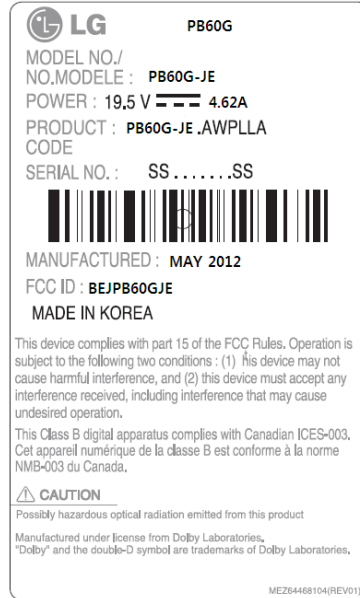 LG PB60G
MODEL NO./
NO.MODELE : PB60G-JE
POWER : 19.5 V 4.62A
PRODUCT : PB60G-JE .AWPLLA
CODE
SERIAL NO. : SS.......SS
MANUFACTURED : MAY 2012
FCC ID : BEJPB60GJE
MADE IN KOREA
This device complies with part 15 of the FCC Rules. Operation is
subject to the following two conditions : (1) his device may not
cause harmful interference, and (2) this device must accept any
interference received, including interference that may cause
undesired operation.
This Class B digital apparatus complies with Canadian ICES-003.
Cet appareil numérique de la classe B est conforme à la norme
NMB-003 du Canada.
CAUTION
Possibly hazardous optical radiation emitted from this product
Manufactured under license from Dolby Laboratories.
"Dolby" and the double-D symbol are trademarks of Dolby Laboratories.
MEZ64468104(REV01)